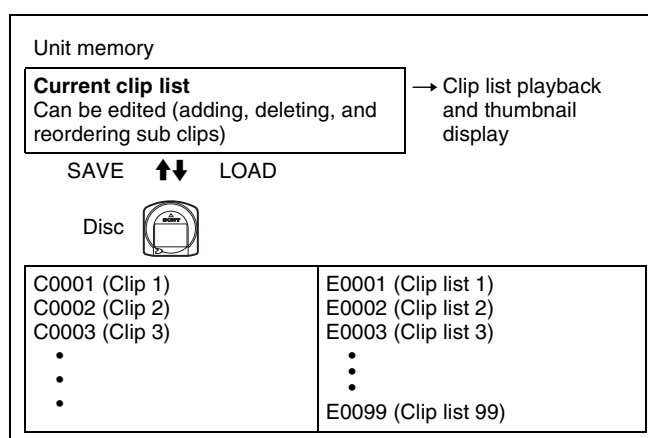 Unit memory
Current clip list
Can be edited (adding, deleting, and
reordering sub clips)
→ Clip list playback
and thumbnail
display
SAVE LOAD
Disc
SONY
C0001 (Clip 1)
C0002 (Clip 2)
C0003 (Clip 3)
•
•
•
E0001 (Clip list 1)
E0002 (Clip list 2)
E0003 (Clip list 3)
•
•
•
E0099 (Clip list 99)